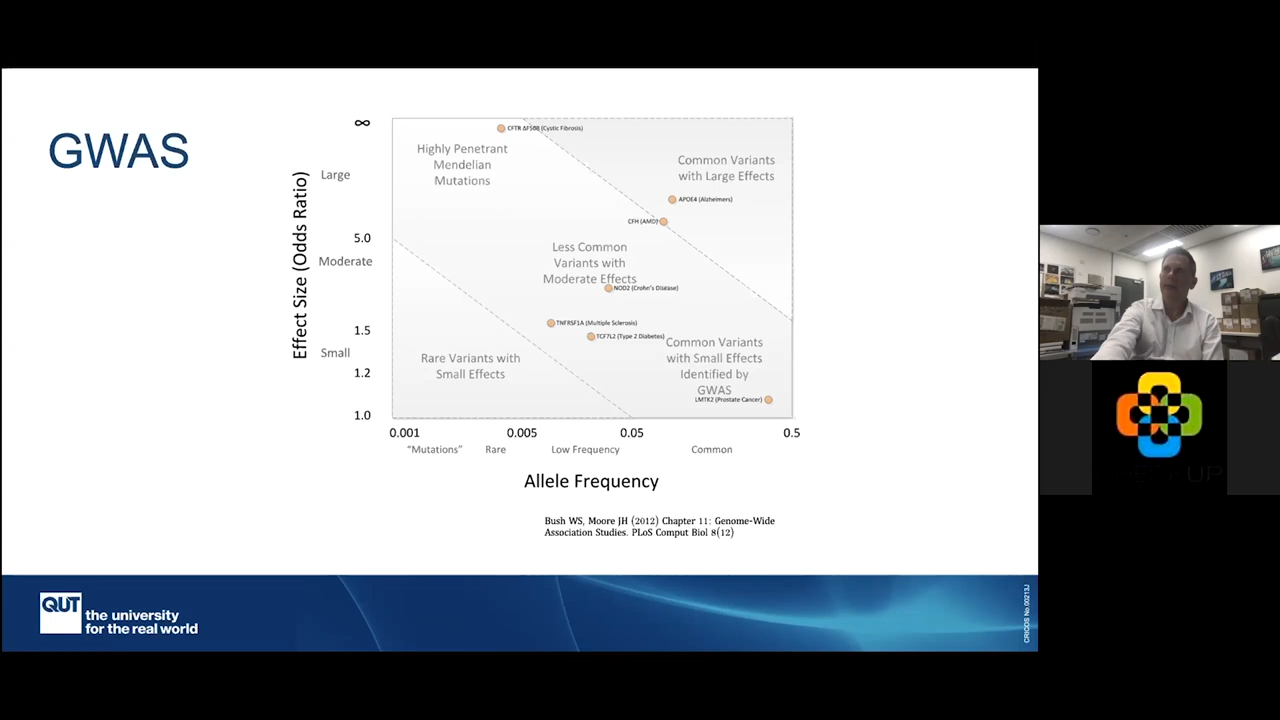 GWAS
Effect Size (Odds Ratio)
∞
Large
5.0
Moderate
1.5
Small
1.2
1.0
CFTR ΔF508 (Cystic Fibrosis)
Highly Penetrant
Mendelian
Mutations
Common Variants
with Large Effects
APOE4 (Alzheimers)
CFH (AMD)
Less Common
Variants with
Moderate Effects
NOD2 (Crohn's Disease)
TNFRSF1A (Multiple Sclerosis)
TCF7L2 (Type 2 Diabetes)
Rare Variants with
Small Effects
Common Variants
with Small Effects
Identified by
GWAS
LMTK2 (Prostate Cancer)
0.001 0.005 0.05 0.5
"Mutations" Rare Low Frequency Common
Allele Frequency
Bush WS, Moore JH (2012) Chapter 11: Genome-Wide
Association Studies. PLoS Comput Biol 8(12)
QUT
the university
for the real world
CRICOS No.00213J
UP